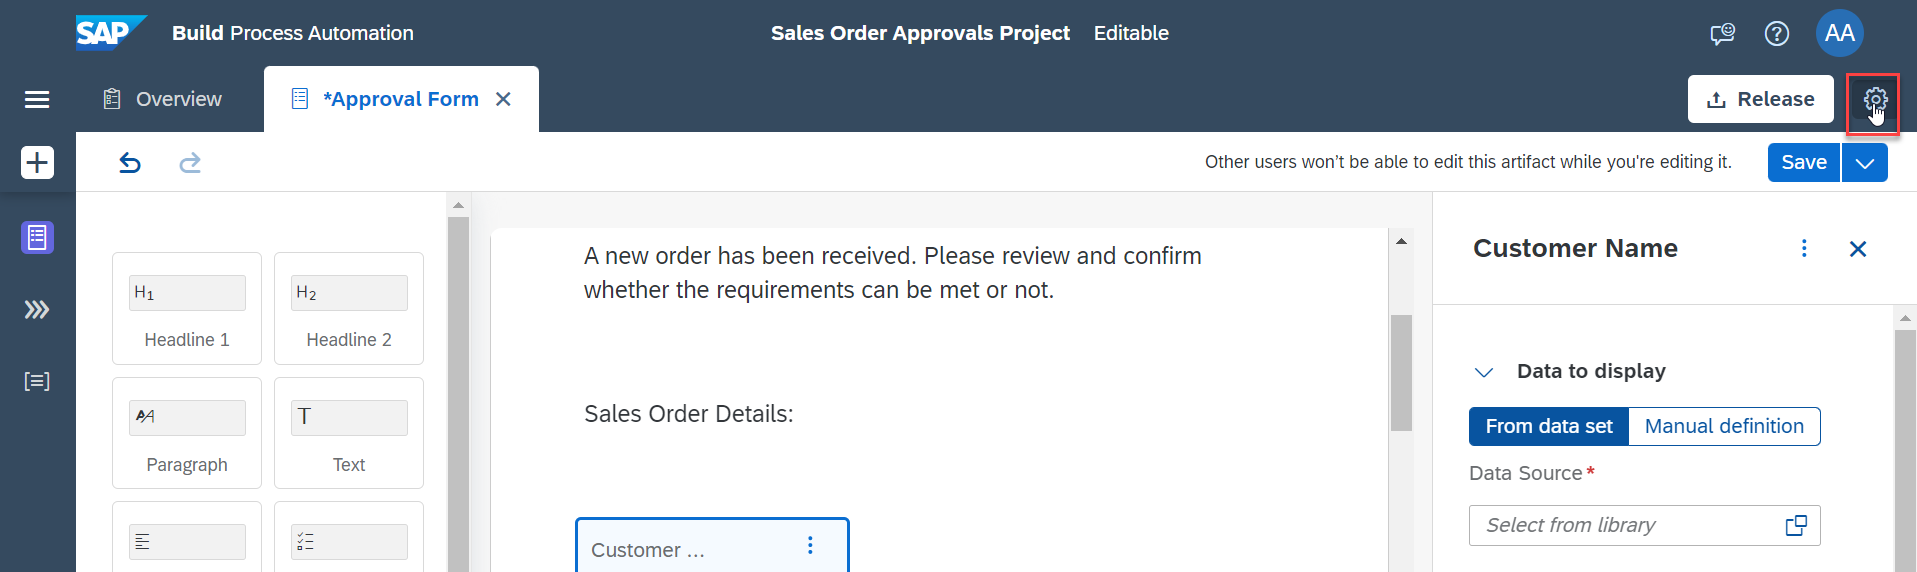 SAP Build Process Automation
Sales Order Approvals Project Editable
AA
Overview
*Approval Form
Release
Other users won't be able to edit this artifact while you're editing it.
Save
H1
Headline 1
H2
Headline 2
AA
Paragraph
T
Text
A new order has been received. Please review and confirm
whether the requirements can be met or not.
Sales Order Details:
Customer ...
Customer Name
Data to display
From data set
Manual definition
Data Source*
Select from library